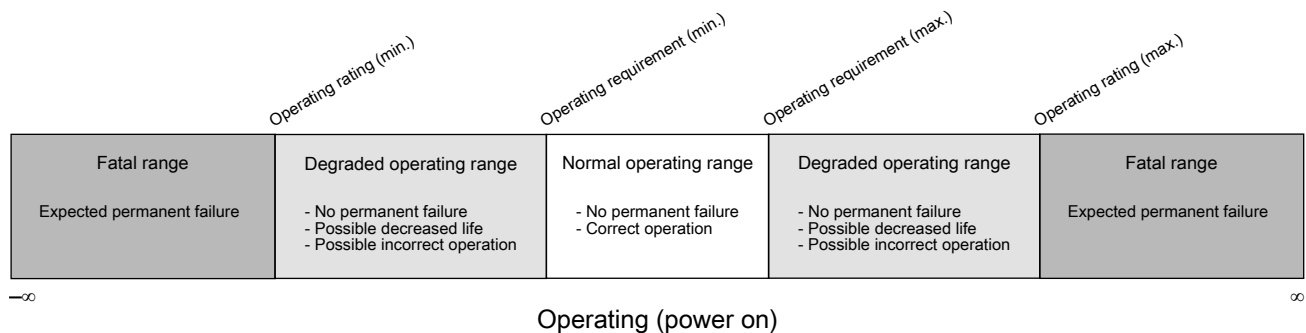 Operating rating (min.)
Operating requirement (min.)
Operating requirement (max.)
Operating rating (max.)
Fatal range
Expected permanent failure
Degraded operating range
- No permanent failure
- Possible decreased life
- Possible incorrect operation
Normal operating range
- No permanent failure
- Correct operation
Degraded operating range
- No permanent failure
- Possible decreased life
- Possible incorrect operation
Fatal range
Expected permanent failure
–∞
∞
Operating (power on)